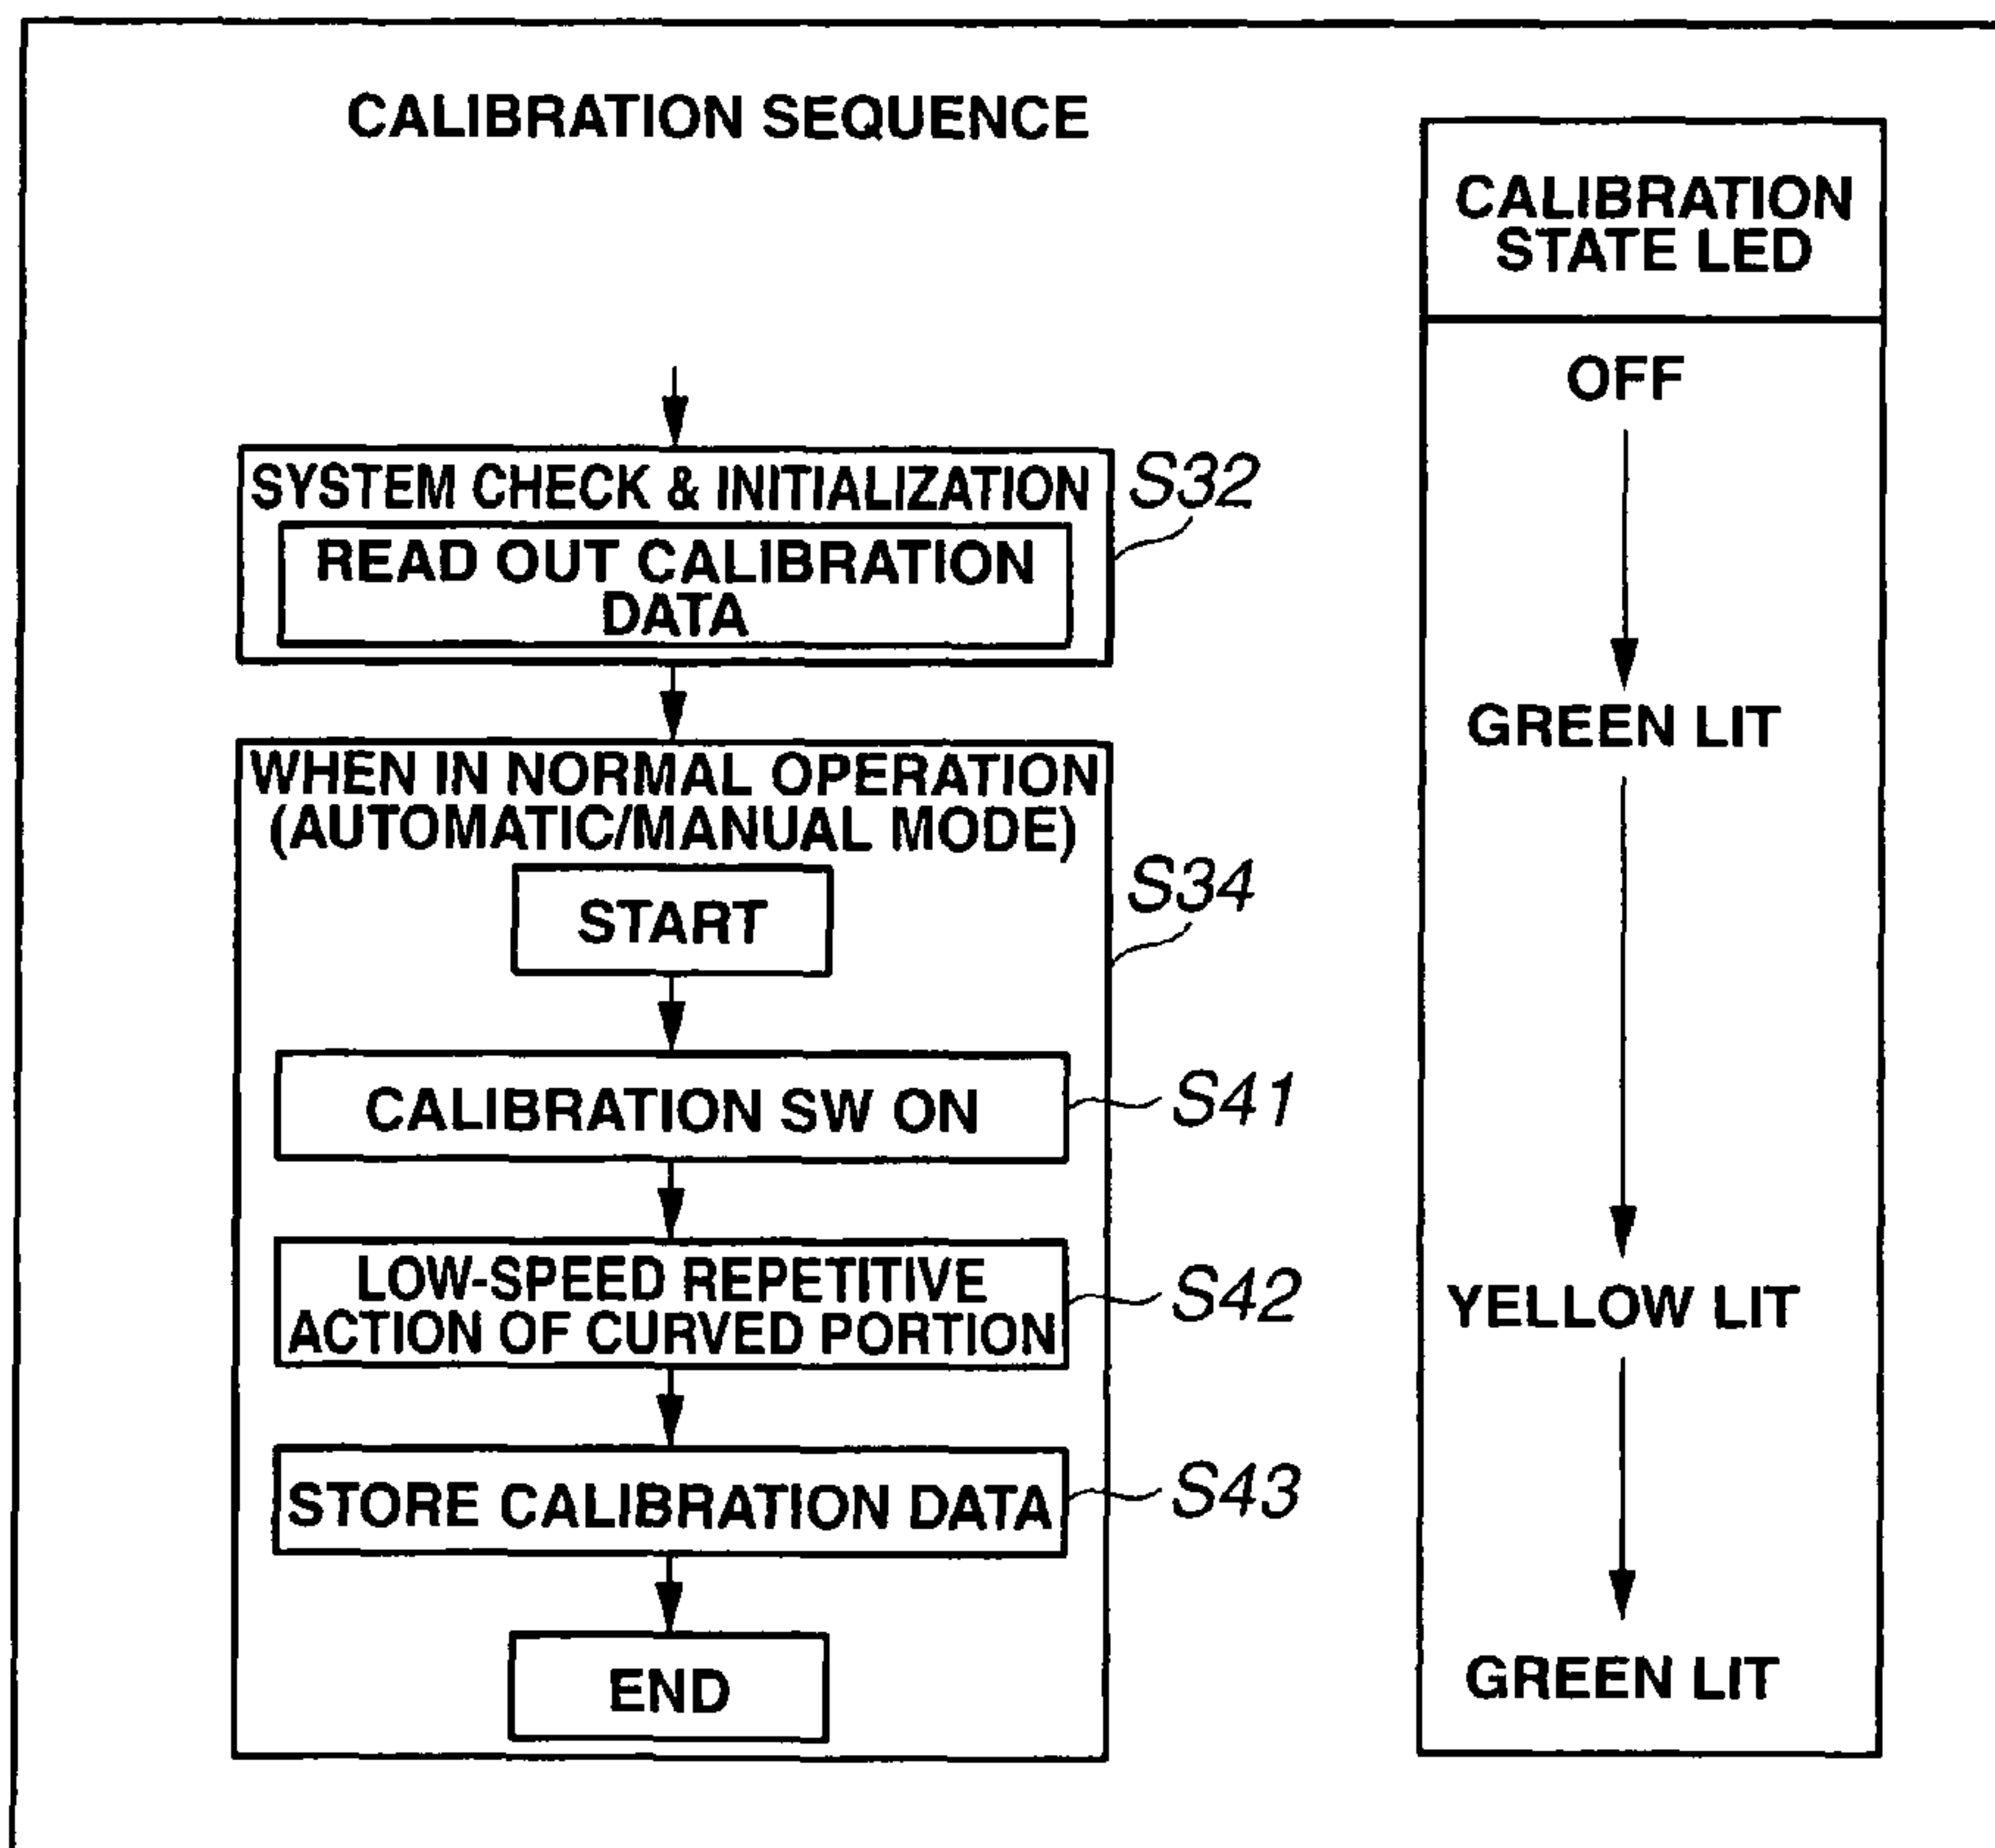 CALIBRATION SEQUENCE
SYSTEM CHECK & INITIALIZATION
S32
READ OUT CALIBRATION
DATA
WHEN IN NORMAL OPERATION
(AUTOMATIC/MANUAL MODE)
S34
START
CALIBRATION SW ON
S41
LOW-SPEED REPETITIVE
ACTION OF CURVED PORTION
S42
STORE CALIBRATION DATA
S43
END
CALIBRATION
STATE LED
OFF
GREEN LIT
YELLOW LIT
GREEN LIT